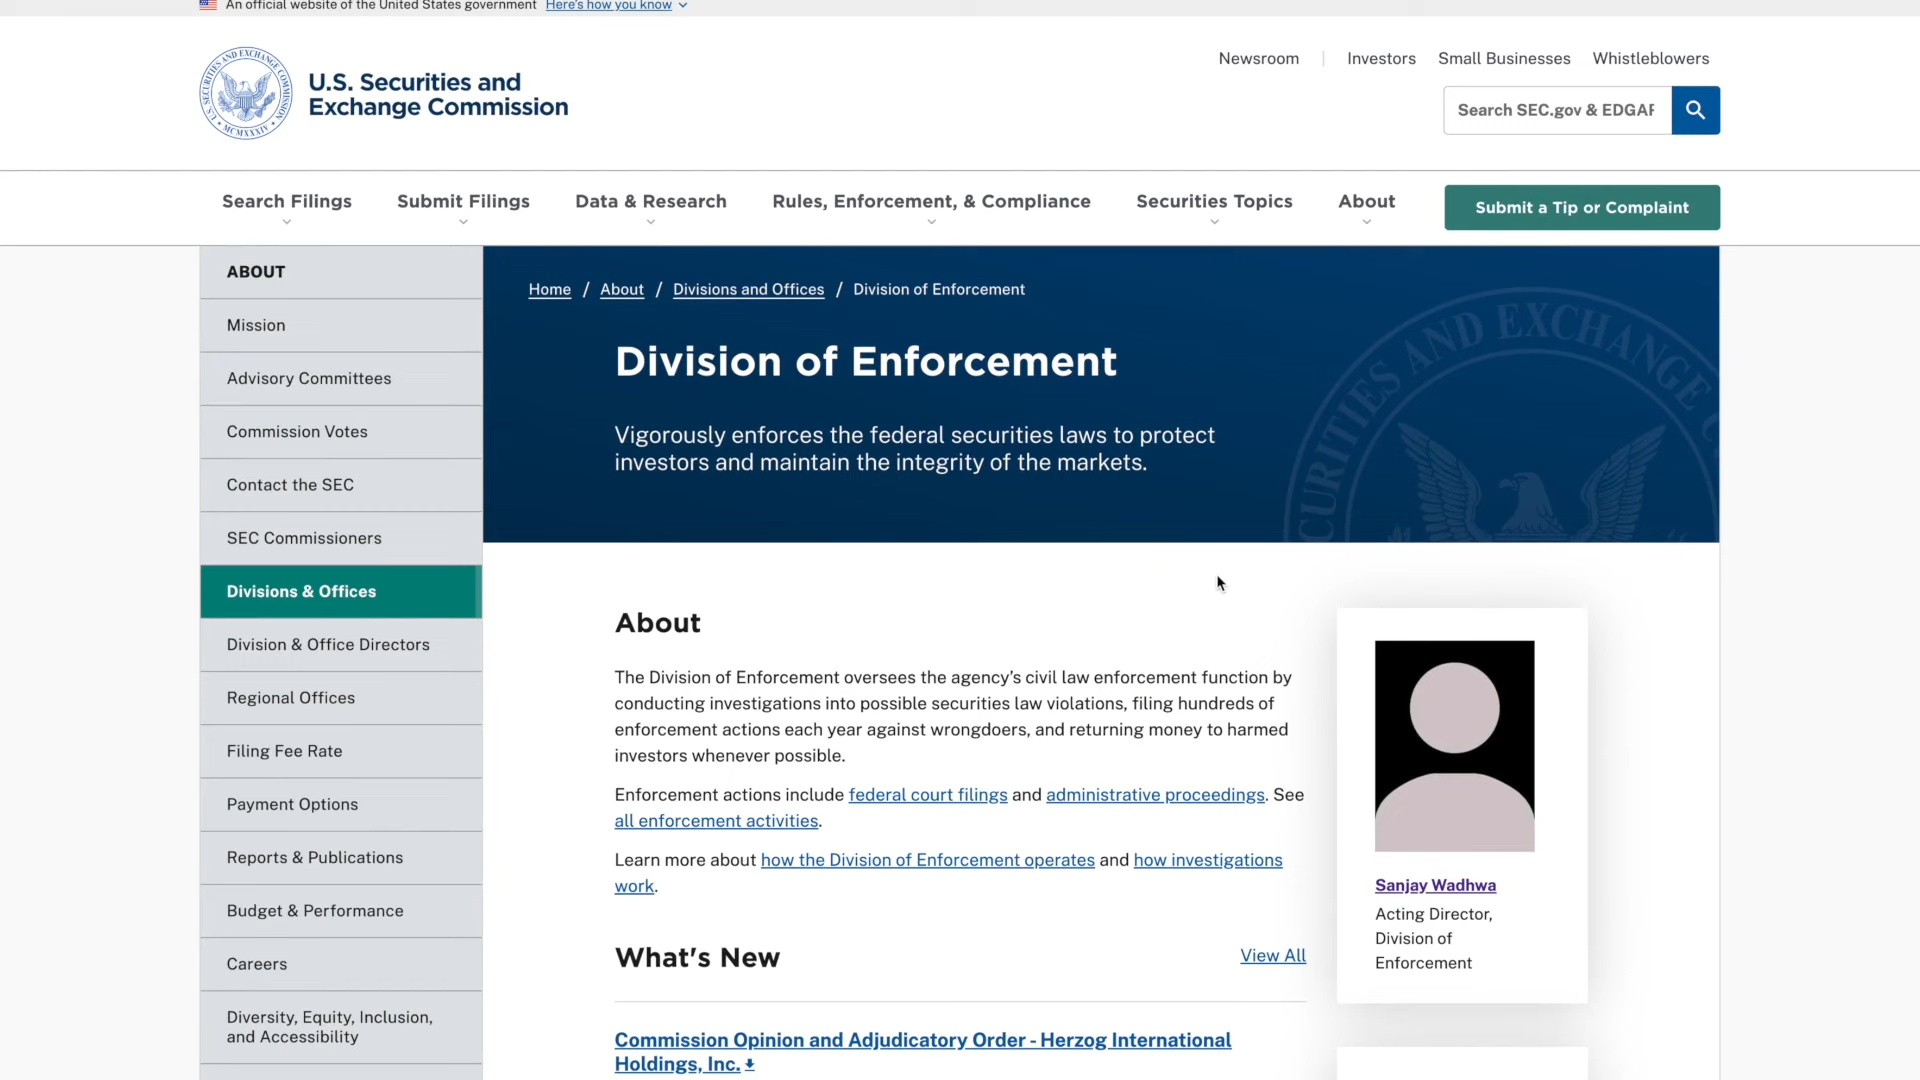 An official website of the United States government Here's how you know
U.S. SECURITIES AND EXCHANGE COMMISSION
MCMXXXIV
U.S. Securities and
Exchange Commission
Newsroom
Investors
Small Businesses
Whistleblowers
Search SEC.gov & EDGAR
Search Filings
Submit Filings
Data & Research
Rules, Enforcement, & Compliance
Securities Topics
About
Submit a Tip or Complaint
ABOUT
Mission
Advisory Committees
Commission Votes
Contact the SEC
SEC Commissioners
Divisions & Offices
Division & Office Directors
Regional Offices
Filing Fee Rate
Payment Options
Reports & Publications
Budget & Performance
Careers
Diversity, Equity, Inclusion,
and Accessibility
Home / About / Divisions and Offices / Division of Enforcement
Division of Enforcement
Vigorously enforces the federal securities laws to protect
investors and maintain the integrity of the markets.
CURITIES AND EXCHANGE C
About
The Division of Enforcement oversees the agency’s civil law enforcement function by
conducting investigations into possible securities law violations, filing hundreds of
enforcement actions each year against wrongdoers, and returning money to harmed
investors whenever possible.
Enforcement actions include federal court filings and administrative proceedings. See
all enforcement activities.
Learn more about how the Division of Enforcement operates and how investigations
work.
What's New
View All
Commission Opinion and Adjudicatory Order - Herzog International
Holdings, Inc.
Sanjay Wadhwa
Acting Director,
Division of
Enforcement